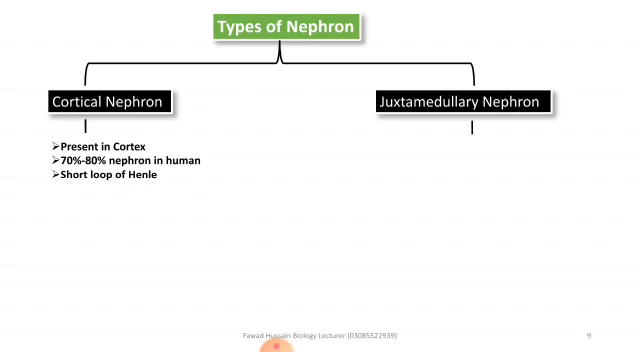 Types of Nephron
Cortical Nephron
Juxtamedullary Nephron
➢Present in Cortex
➢70%-80% nephron in human
➢Short loop of Henle
Fawad Hussain Biology Lecturer (03085522939)
9